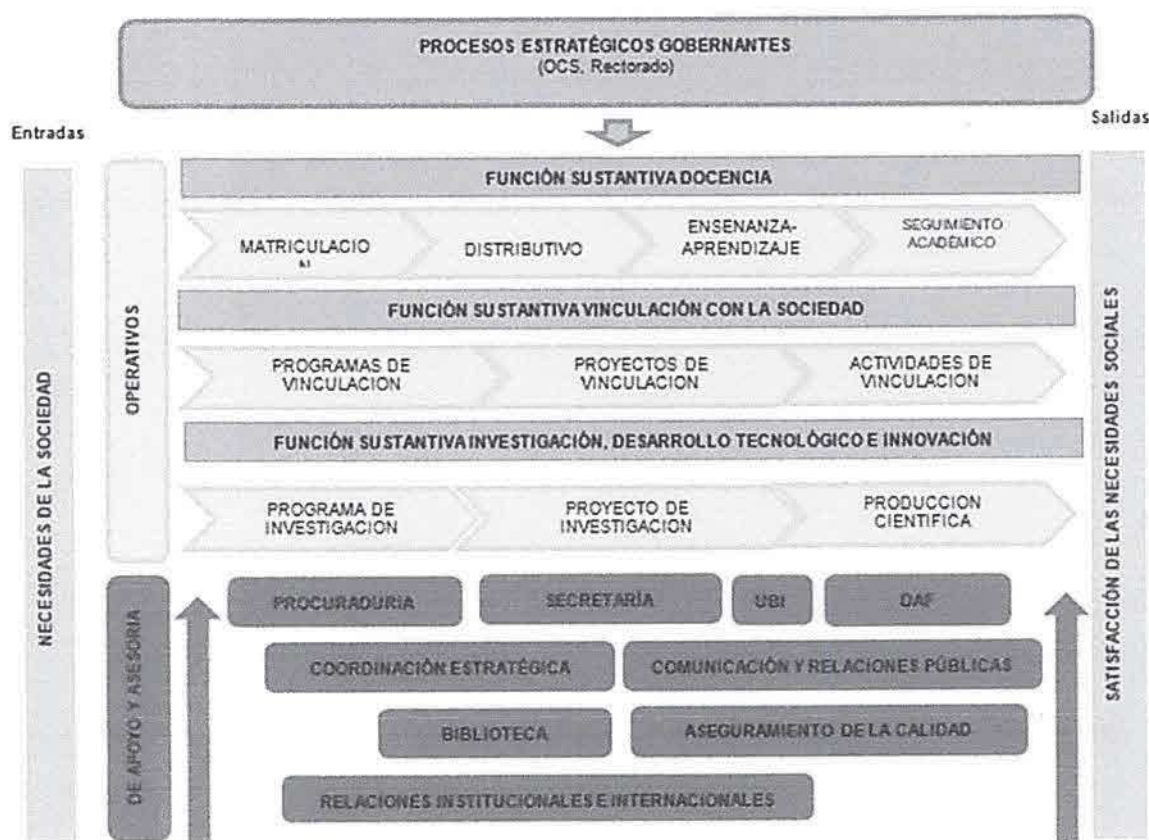 PROCESOS ESTRATÉGICOS GOBERNANTES
(OCS, Rectorado)
Entradas
Salidas
NECESIDADES DE LA SOCIEDAD
OPERATIVOS
FUNCIÓN SUSTANTIVA DOCENCIA
MATRICULACIO
N
DISTRIBUTIVO
ENSENANZA-
APRENDIZAJE
SEGUIMIENTO
ACADÉMICO
FUNCIÓN SUSTANTIVA VINCULACIÓN CON LA SOCIEDAD
PROGRAMAS DE
VINCULACION
PROYECTOS DE
VINCULACION
ACTIVIDADES DE
VINCULACION
FUNCIÓN SUSTANTIVA INVESTIGACIÓN, DESARROLLO TECNOLÓGICO E INNOVACIÓN
PROGRAMA DE
INVESTIGACION
PROYECTO DE
INVESTIGACION
PRODUCCION
CIENTIFICA
DE APOYO Y ASESORIA
PROCURADURIA
SECRETARÍA
UBI
DAF
COORDINACIÓN ESTRATÉGICA
COMUNICACIÓN Y RELACIONES PÚBLICAS
BIBLIOTECA
ASEGURAMIENTO DE LA CALIDAD
RELACIONES INSTITUCIONALES E INTERNACIONALES
SATISFACCIÓN DE LAS NECESIDADES SOCIALES